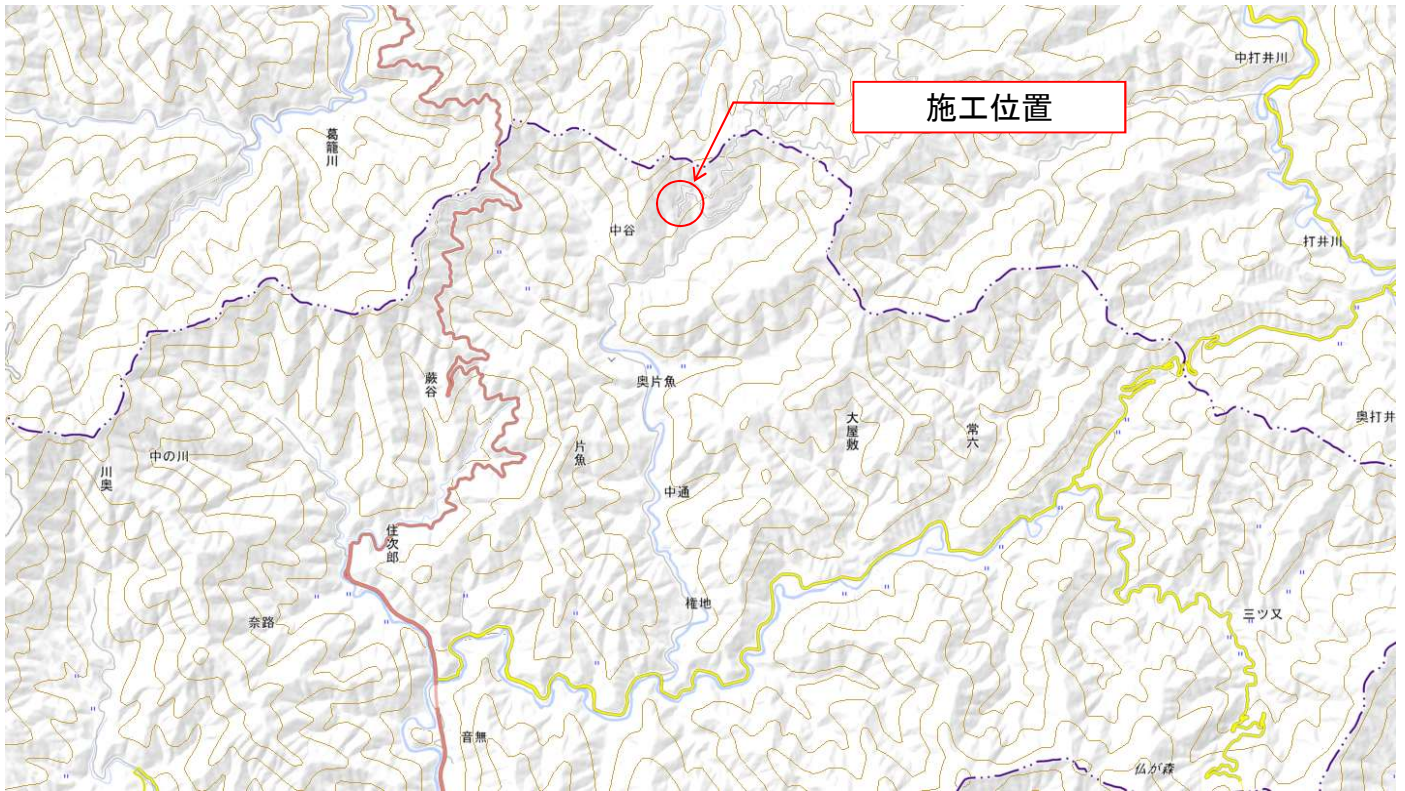 中打井川
施工位置
葛籠川
中谷
打井川
蕨谷
奥片魚
大屋敷
常六
奥打井
片魚
中の川
川奥
中通
住次郎
権地
奈路
三ツ又
音無
仏が森